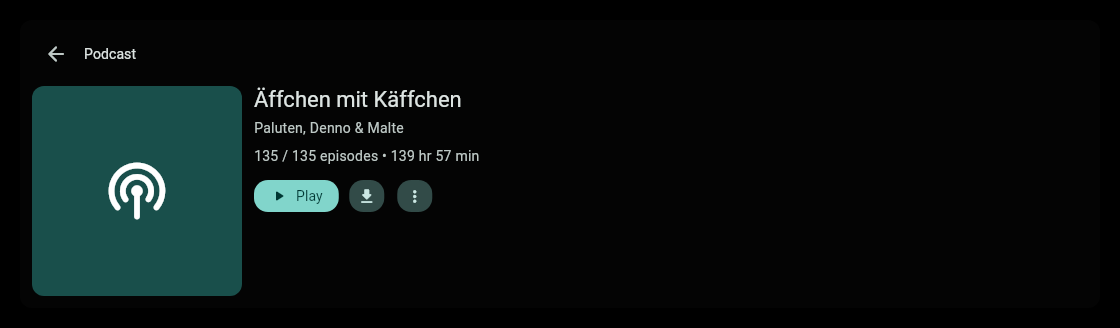 Podcast
Äffchen mit Käffchen
Paluten, Denno & Malte
135 / 135 episodes • 139 hr 57 min
Play